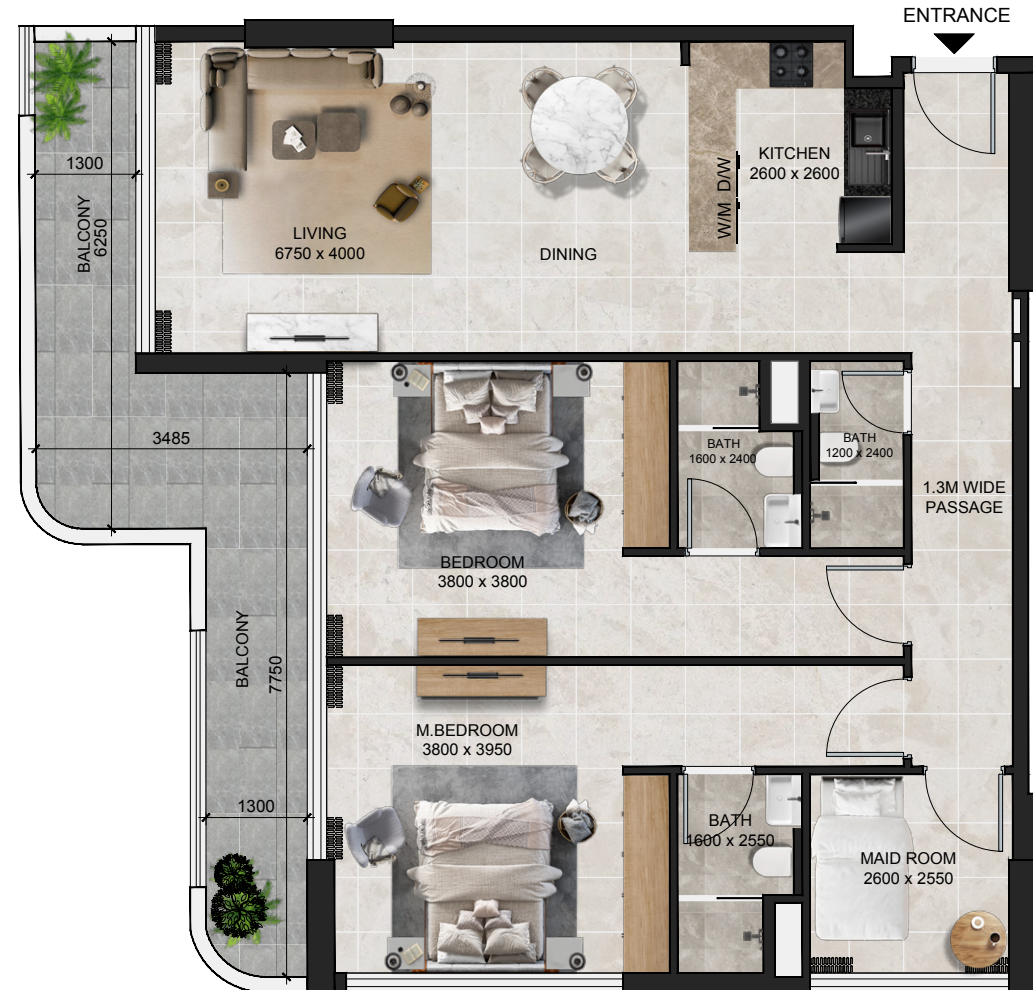 ENTRANCE
1300
BALCONY
6250
LIVING
6750 x 4000
DINING
KITCHEN
2600 x 2600
W/M D/W
3485
BATH
1600 x 2400
BATH
1200 x 2400
1.3M WIDE
PASSAGE
BEDROOM
3800 x 3800
BALCONY
7750
M.BEDROOM
3800 x 3950
1300
BATH
1600 x 2550
MAID ROOM
2600 x 2550